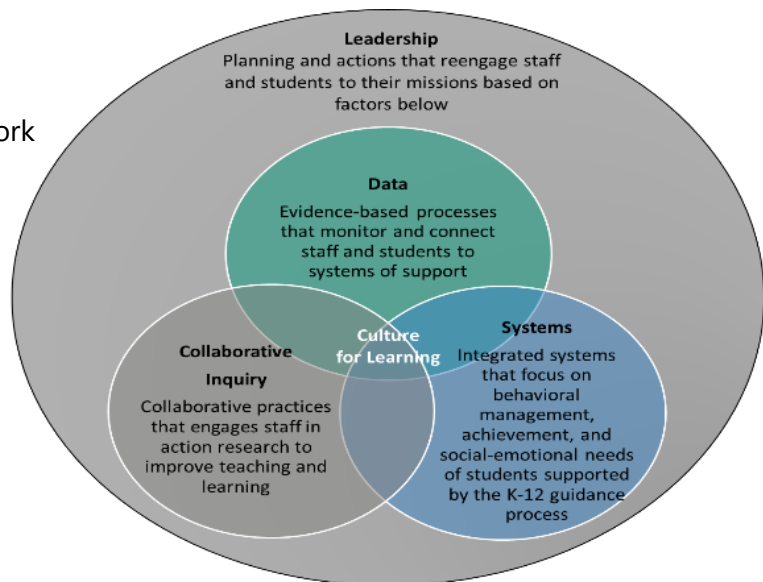 Leadership
Planning and actions that reengage staff
and students to their missions based on
factors below
ork
Data
Evidence-based processes
that monitor and connect
staff and students to
systems of support
Culture
for Learning
Collaborative
Inquiry
Collaborative practices
that engages staff in
action research to
improve teaching and
learning
Systems
Integrated systems
that focus on
behavioral
management,
achievement, and
social-emotional needs
of students supported
by the K-12 guidance
process